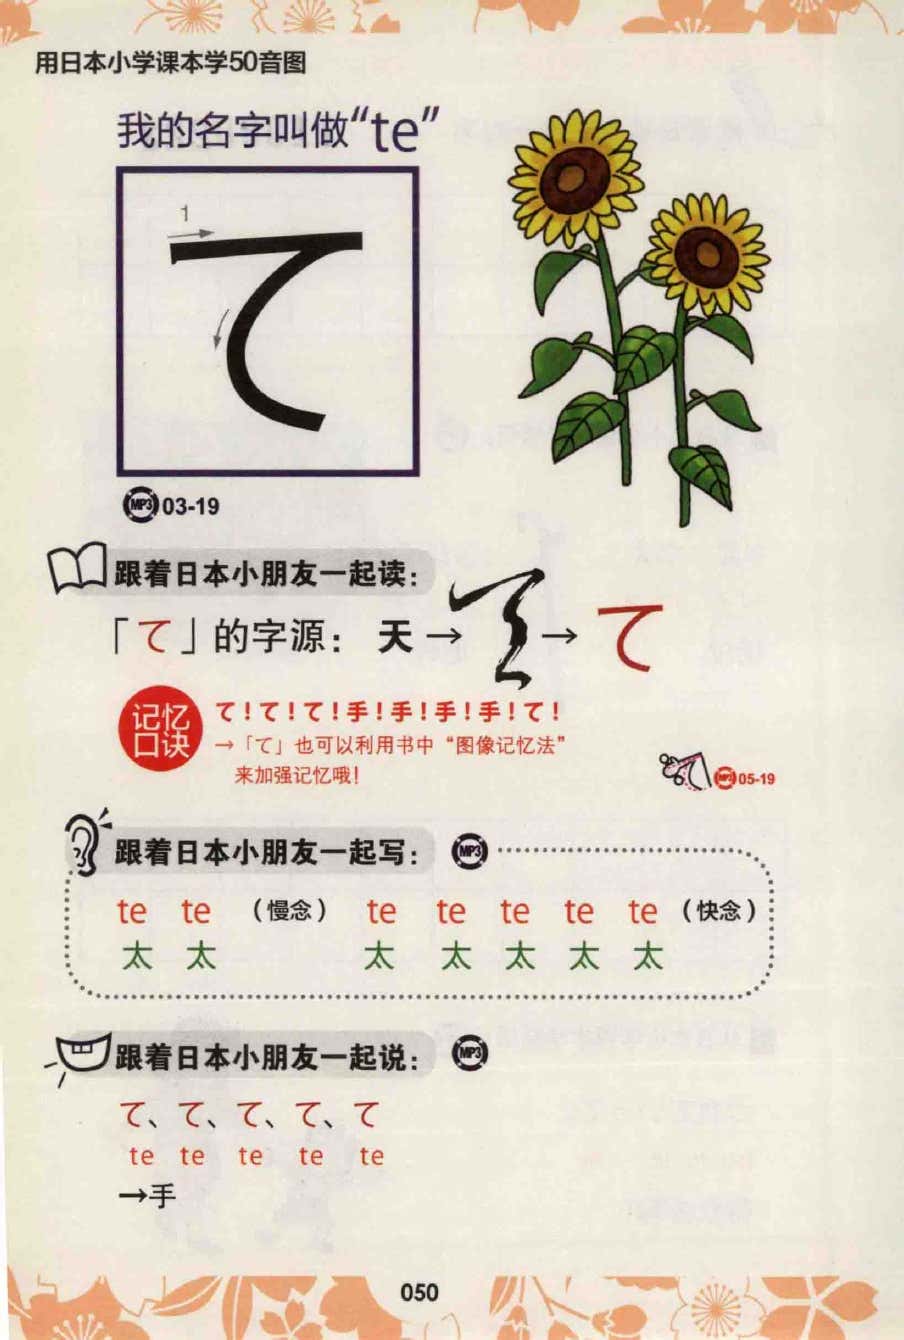 用日本小学课本学50音图
我的名字叫做“te”
1
て
MP3 03-19
跟着日本小朋友一起读：
「て」的字源： 天→て→て
记忆口诀
て！て！て！手！手！手！手！て！
→「て」也可以利用书中“图像记忆法”
来加强记忆哦！
MP3 05-19
跟着日本小朋友一起写： MP3
te te （慢念） te te te te te （快念）
太 太 太 太 太 太 太
跟着日本小朋友一起说： MP3
て、て、て、て、て
te te te te te
→手
050